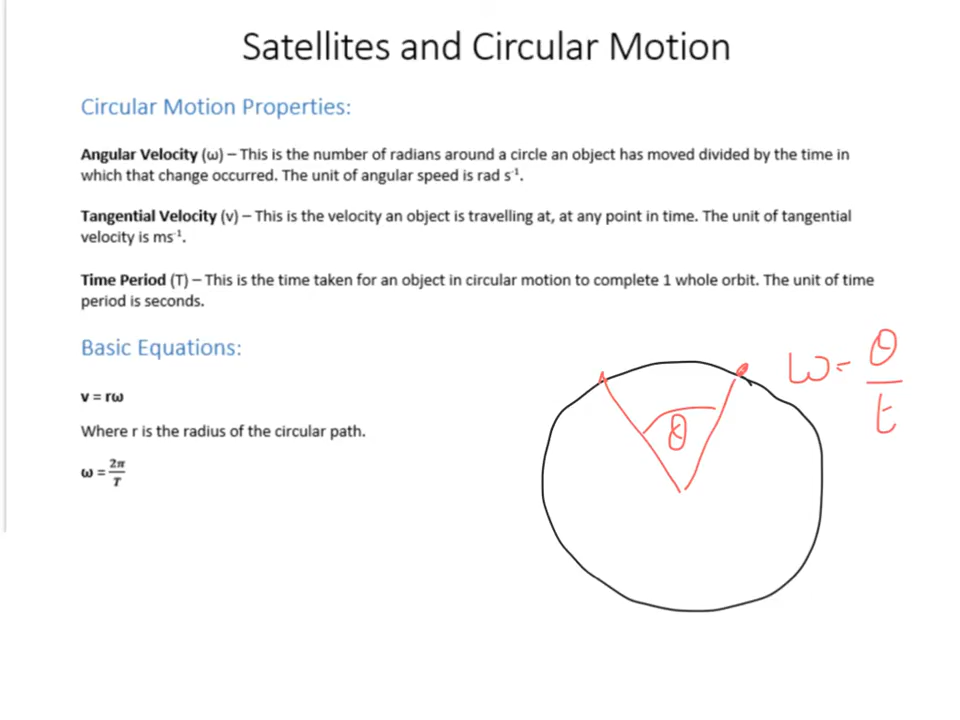 Satellites and Circular Motion
Circular Motion Properties:
Angular Velocity (ω) – This is the number of radians around a circle an object has moved divided by the time in
which that change occurred. The unit of angular speed is rad s⁻¹.
Tangential Velocity (v) – This is the velocity an object is travelling at, at any point in time. The unit of tangential
velocity is ms⁻¹.
Time Period (T) – This is the time taken for an object in circular motion to complete 1 whole orbit. The unit of time
period is seconds.
Basic Equations:
v = rω
Where r is the radius of the circular path.
ω = 2π/T
θ
ω = θ/t